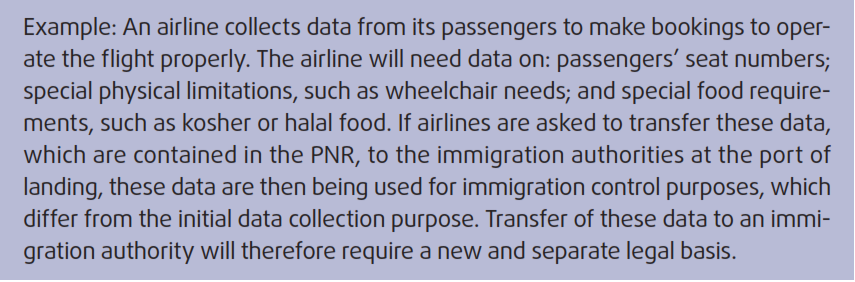 Example: An airline collects data from its passengers to make bookings to oper-
ate the flight properly. The airline will need data on: passengers’ seat numbers;
special physical limitations, such as wheelchair needs; and special food require-
ments, such as kosher or halal food. If airlines are asked to transfer these data,
which are contained in the PNR, to the immigration authorities at the port of
landing, these data are then being used for immigration control purposes, which
differ from the initial data collection purpose. Transfer of these data to an immi-
gration authority will therefore require a new and separate legal basis.